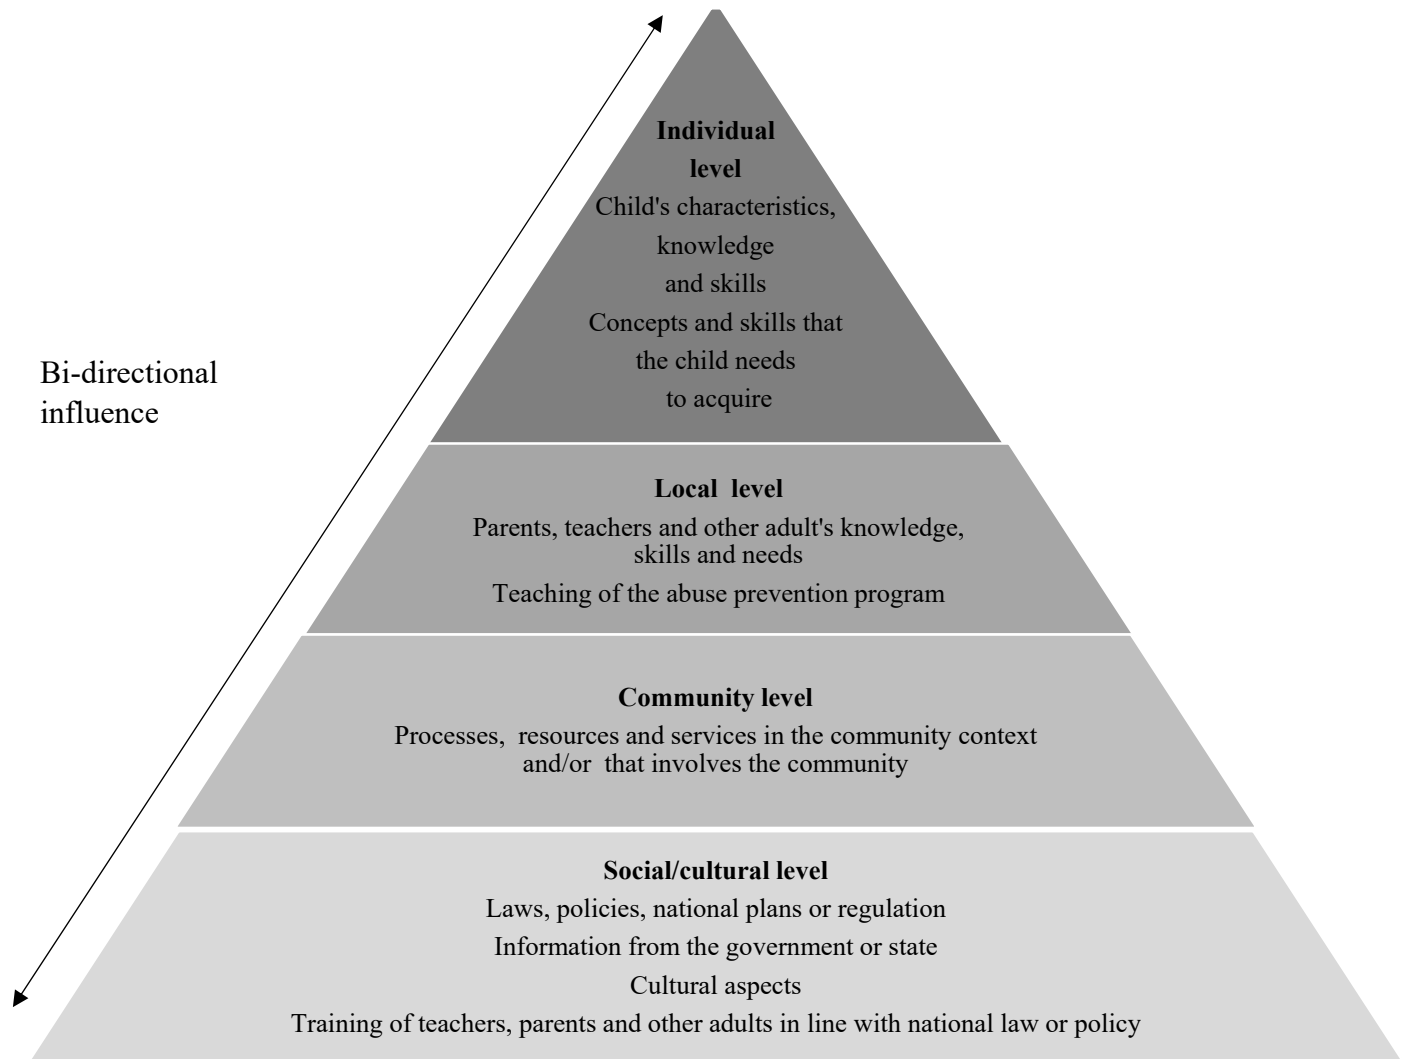 Individual
level
Child's characteristics,
knowledge
and skills
Concepts and skills that
the child needs
to acquire
Bi-directional
influence
Local  level
Parents, teachers and other adult's knowledge,
skills and needs
Teaching of the abuse prevention program
Community level
Processes,  resources and services in the community context
and/or  that involves the community
Social/cultural level
Laws, policies, national plans or regulation
Information from the government or state
Cultural aspects
Training of teachers, parents and other adults in line with national law or policy